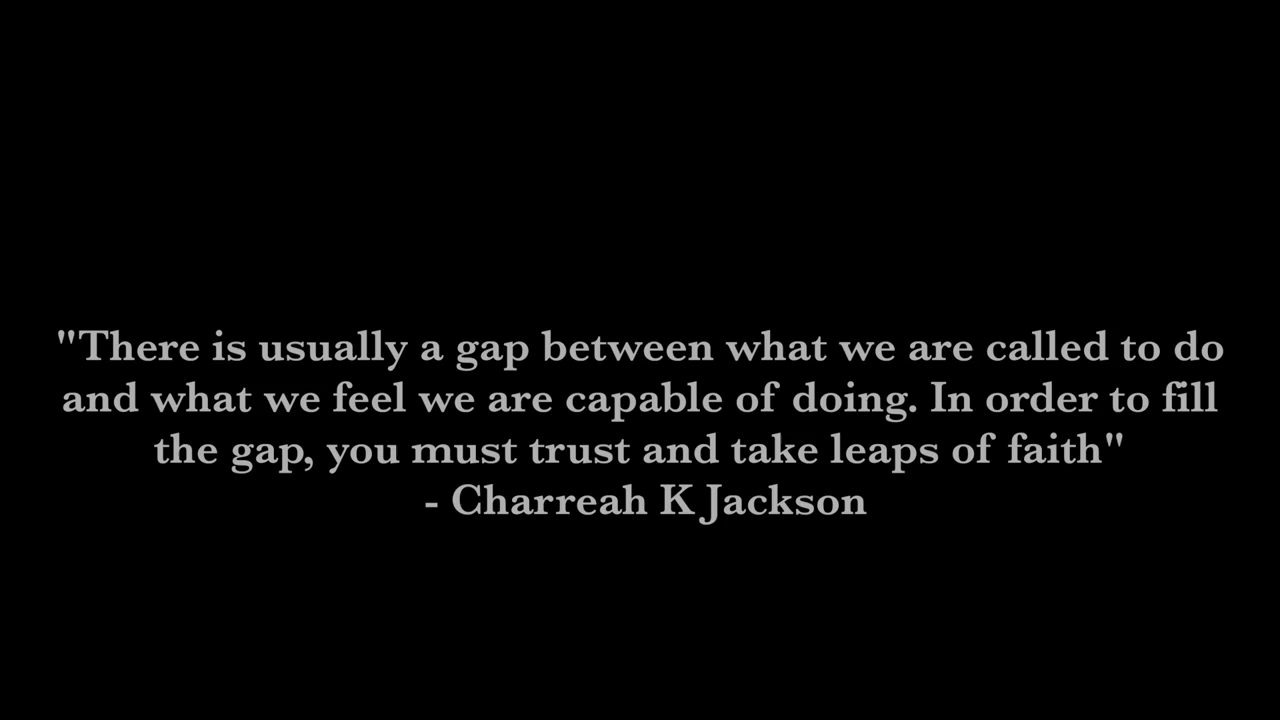 "There is usually a gap between what we are called to do
and what we feel we are capable of doing. In order to fill
the gap, you must trust and take leaps of faith"
- Charreah K Jackson